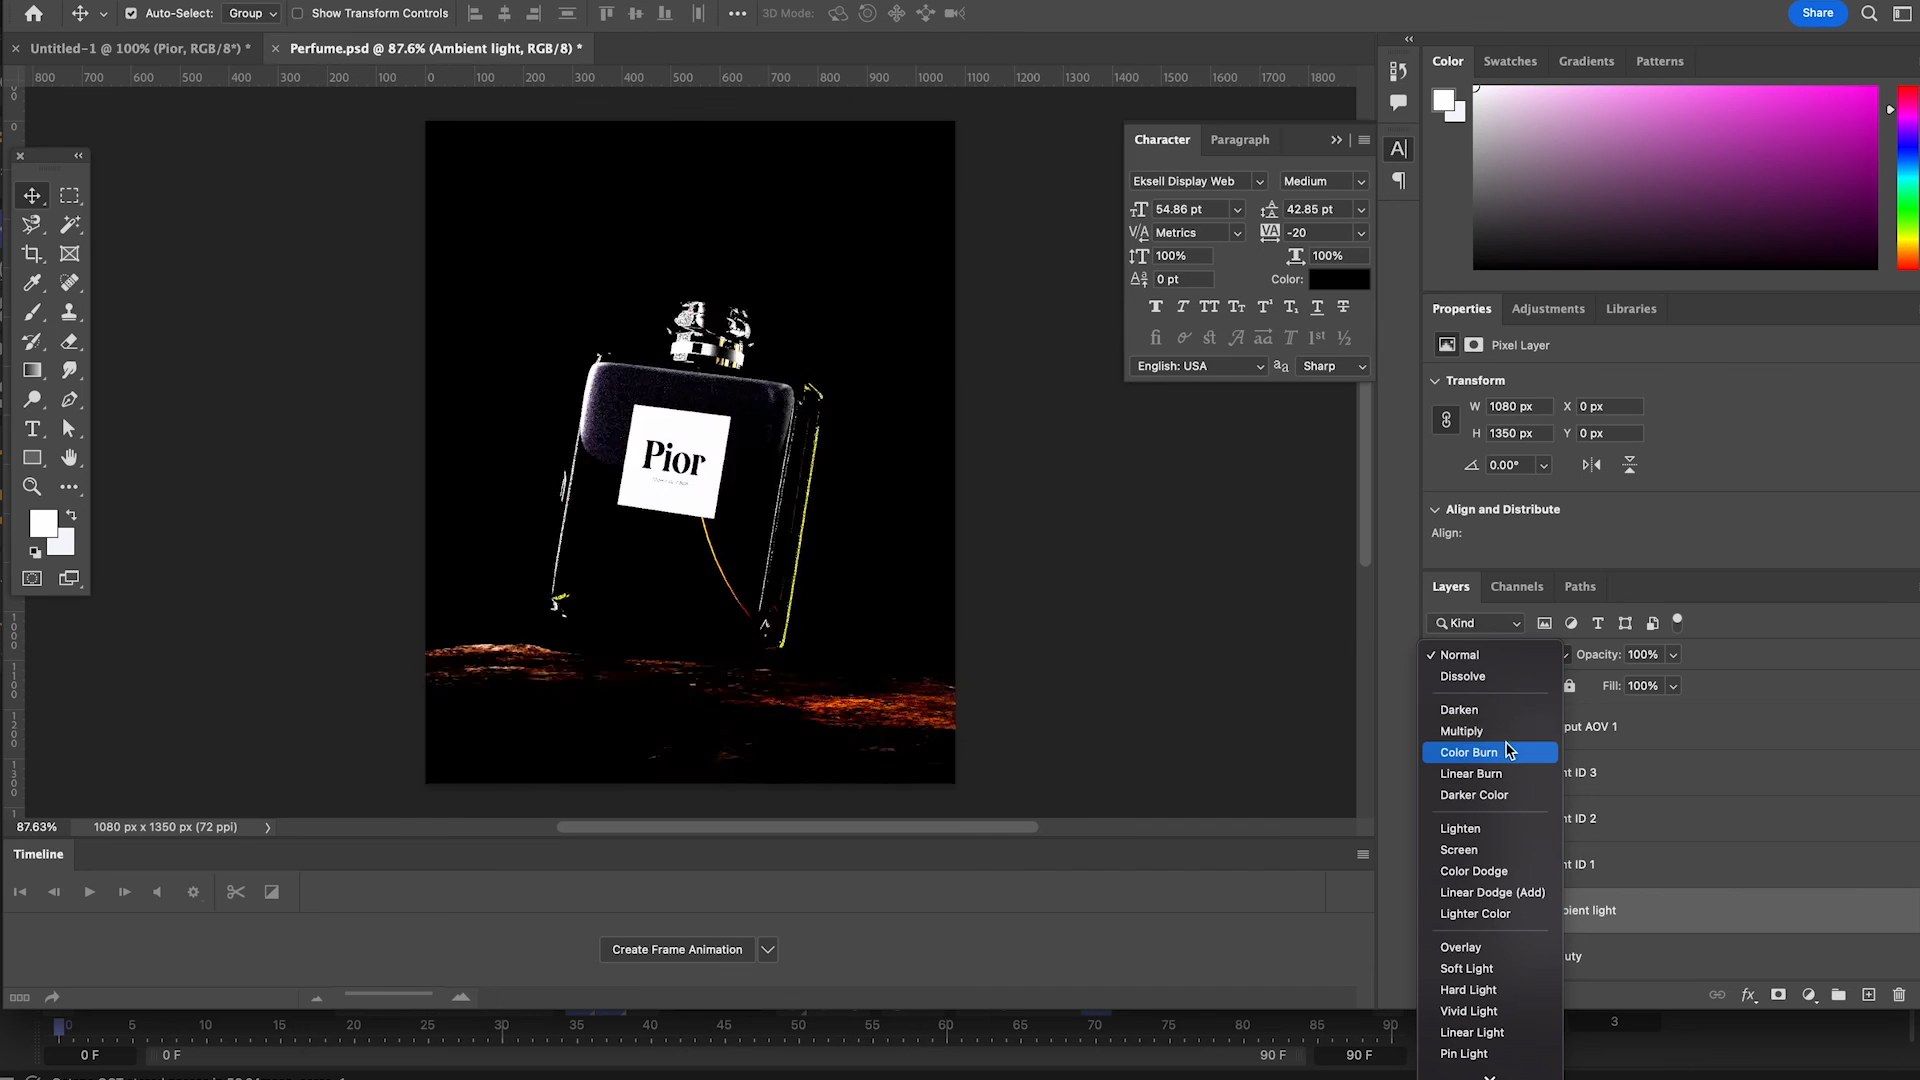 Auto-Select: Group Show Transform Controls 3D Mode: Share
Untitled-1 @ 100% (Pior, RGB/8*) * Perfume.psd @ 87.6% (Ambient light, RGB/8) *
800 700 600 500 400 300 200 100 0 100 200 300 400 500 600 700 800 900 1000 1100 1200 1300 1400 1500 1600 1700 1800
Color Swatches Gradients Patterns
Character Paragraph
Eksell Display Web Medium
54.86 pt 42.85 pt
Metrics -20
100% 100%
0 pt Color:
English: USA Sharp
Pior
Properties Adjustments Libraries
Pixel Layer
Transform
W 1080 px X 0 px
H 1350 px Y 0 px
0.00°
Align and Distribute
Align:
Layers Channels Paths
Kind
Normal Opacity: 100%
Dissolve Fill: 100%
Darken
Multiply put AOV 1
Color Burn
Linear Burn nt ID 3
Darker Color
nt ID 2
Lighten
Screen
nt ID 1
Color Dodge
Linear Dodge (Add)
Lighter Color bient light
Overlay uty
Soft Light
Hard Light
Vivid Light
Linear Light
Pin Light
87.63% 1080 px x 1350 px (72 ppi)
Timeline
Create Frame Animation
0 5 10 15 20 25 30 35 40 45 50 55 60 65 70 75 80 85 90 3
0 F 0 F 90 F 90 F